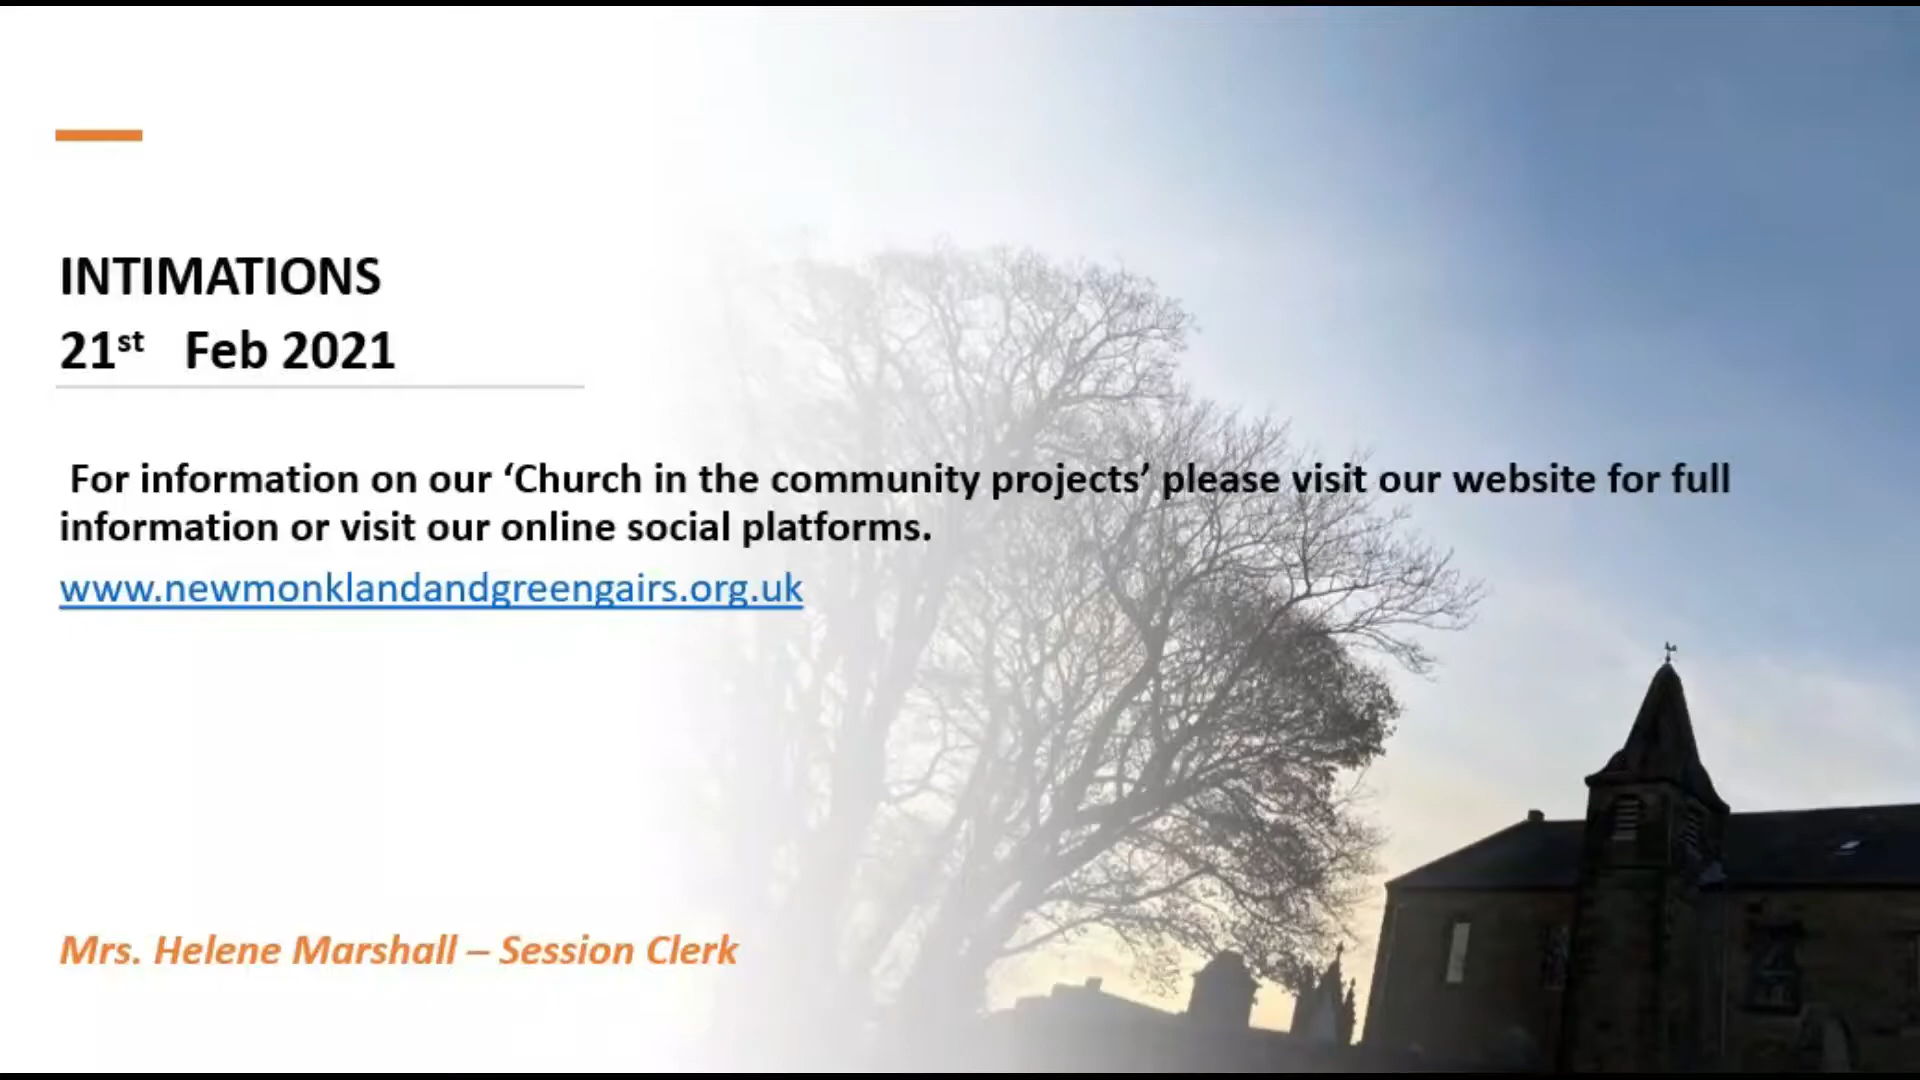 INTIMATIONS
21st Feb 2021
For information on our ‘Church in the community projects’ please visit our website for full
information or visit our online social platforms.
www.newmonklandandgreengairs.org.uk
Mrs. Helene Marshall – Session Clerk